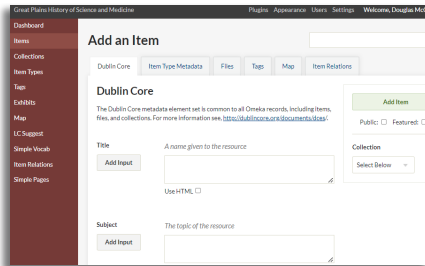 Great Plains History of Science and Medicine
Plugins Appearance Users Settings Welcome, Douglas
Dashboard
Items
Collections
Item Types
Tags
Exhibits
Map
LC Suggest
Simple Vocab
Item Relations
Simple Pages
Add an Item
Dublin Core Item Type Metadata Files Tags Map Item Relations
Dublin Core
The Dublin Core metadata element set is common to all Omeka records, including items,
files, and collections. For more information see, http://dublincore.org/documents/dces/.
Title
A name given to the resource
Add Input
Use HTML
Subject
The topic of the resource
Add Input
Add Item
Public: Featured:
Collection
Select Below